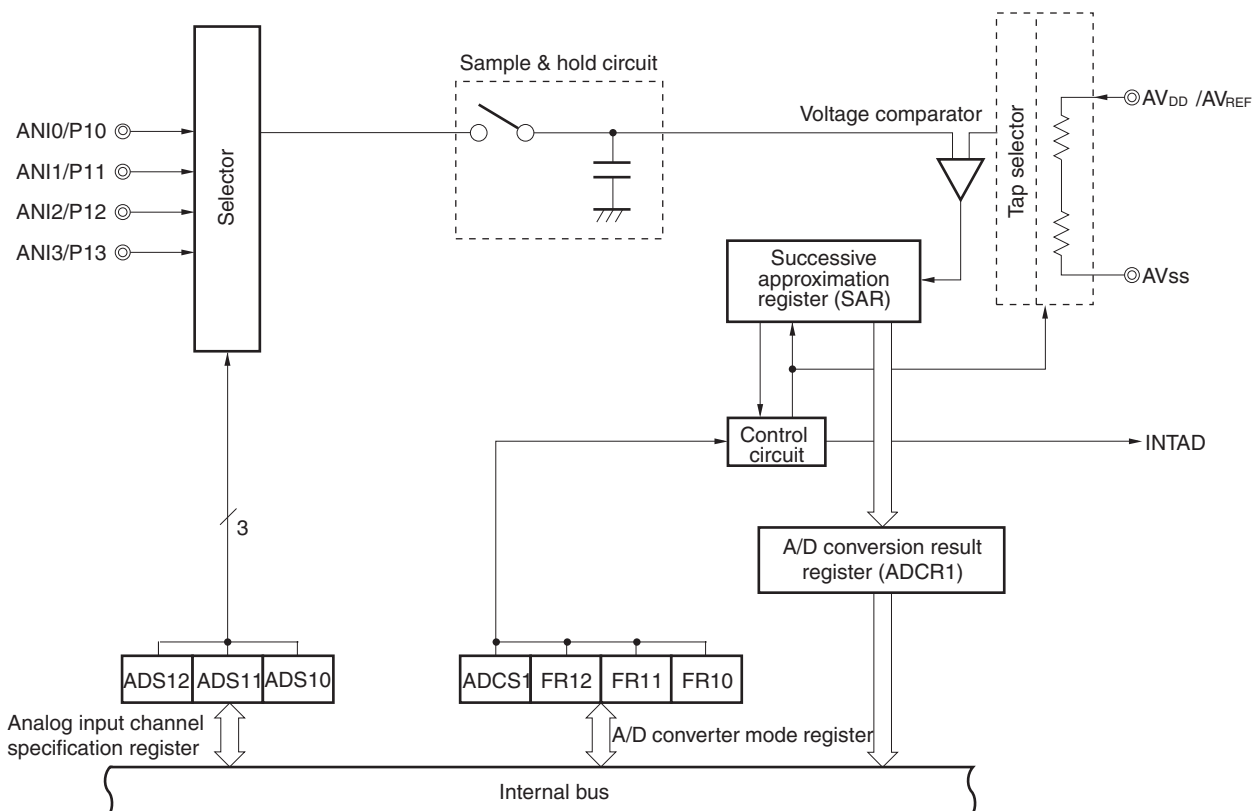 Sample & hold circuit
Voltage comparator
Tap selector
AVDD /AVREF
AVss
ANI0/P10
ANI1/P11
ANI2/P12
ANI3/P13
Selector
Successive
approximation
register (SAR)
Control
circuit
INTAD
3
A/D conversion result
register (ADCR1)
ADS12 ADS11 ADS10
ADCS1 FR12 FR11 FR10
Analog input channel
specification register
A/D converter mode register
Internal bus